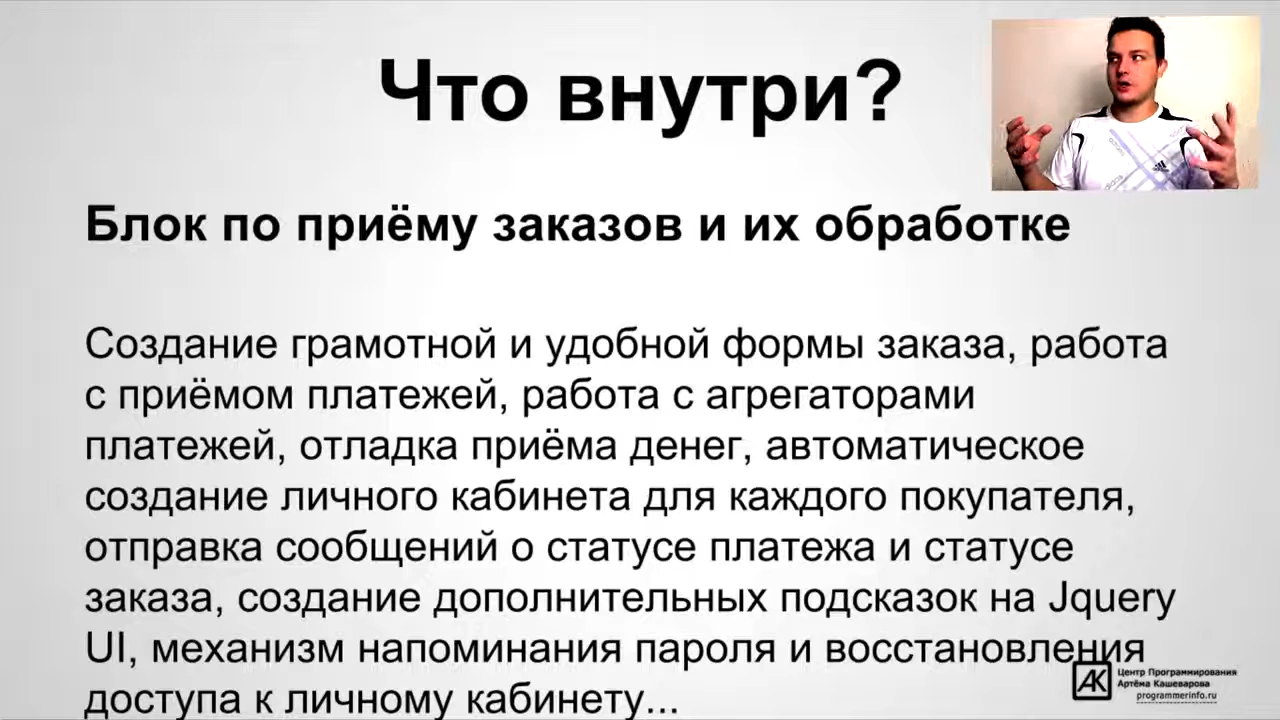 Что внутри?
Блок по приёму заказов и их обработке
Создание грамотной и удобной формы заказа, работа
с приёмом платежей, работа с агрегаторами
платежей, отладка приёма денег, автоматическое
создание личного кабинета для каждого покупателя,
отправка сообщений о статусе платежа и статусе
заказа, создание дополнительных подсказок на Jquery
UI, механизм напоминания пароля и восстановления
доступа к личному кабинету...
АК
Центр Программирования
Артёма Кашеварова
programmerinfo.ru